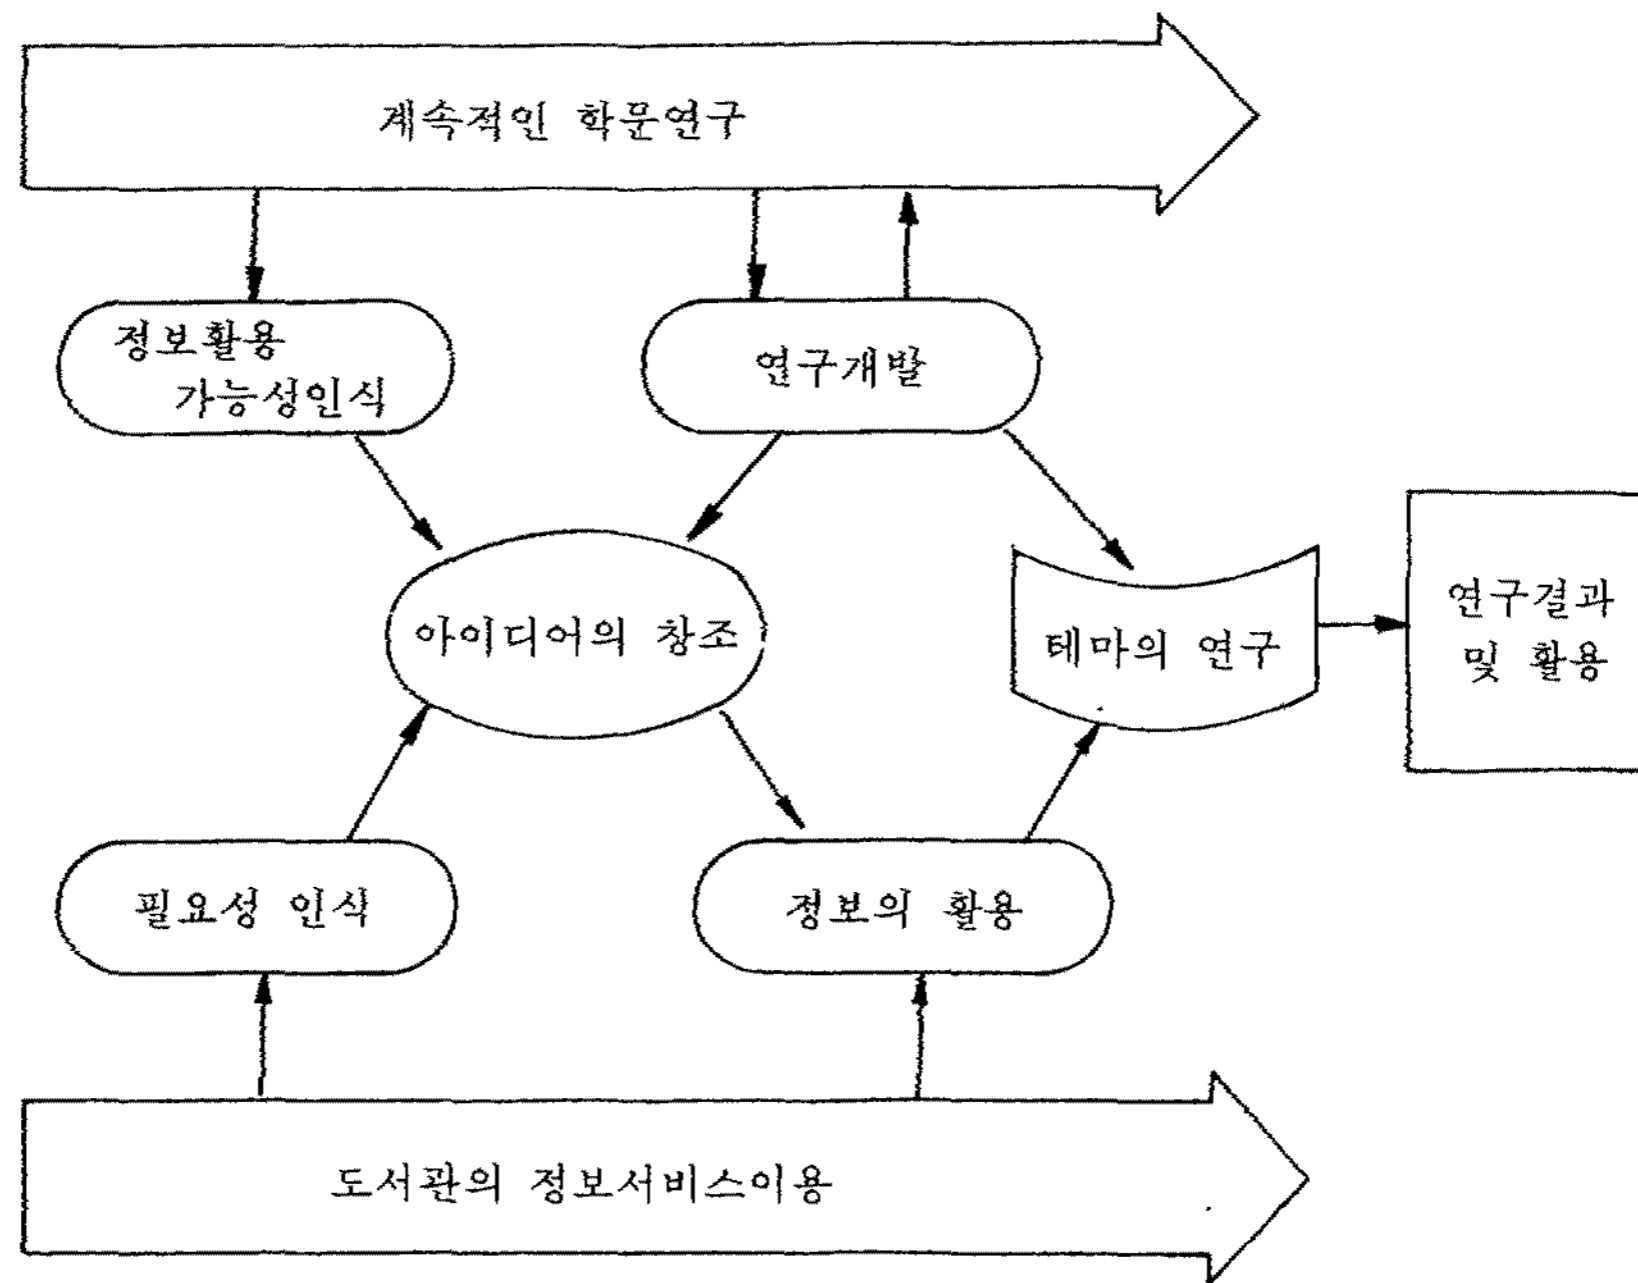 계속적인 학문연구
정보활용
가능성인식
연구개발
아이디어의 창조
테마의 연구
연구결과
및 활용
필요성 인식
정보의 활용
도서관의 정보서비스이용